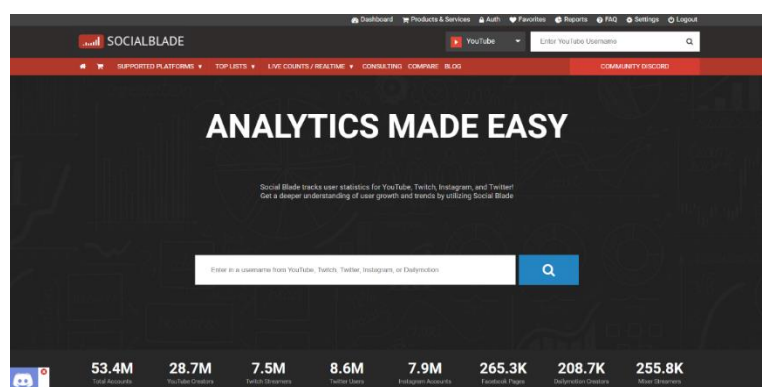 Dashboard Products & Services Auth Favorites Reports FAQ Settings Logout
SOCIALBLADE
YouTube
Enter YouTube Username
SUPPORTED PLATFORMS TOP LISTS LIVE COUNTS / REALTIME CONSULTING COMPARE BLOG
COMMUNITY DISCORD
ANALYTICS MADE EASY
Social Blade tracks user statistics for YouTube, Twitch, Instagram, and Twitter!
Get a deeper understanding of user growth and trends by utilizing Social Blade
Enter in a username from YouTube, Twitch, Twitter, Instagram, or Dailymotion
53.4M 28.7M 7.5M 8.6M 7.9M 265.3K 208.7K 255.8K
Total Accounts YouTube Creators Twitch Streamers Twitter Users Instagram Accounts Facebook Pages Dailymotion Creators Mixer Streamers